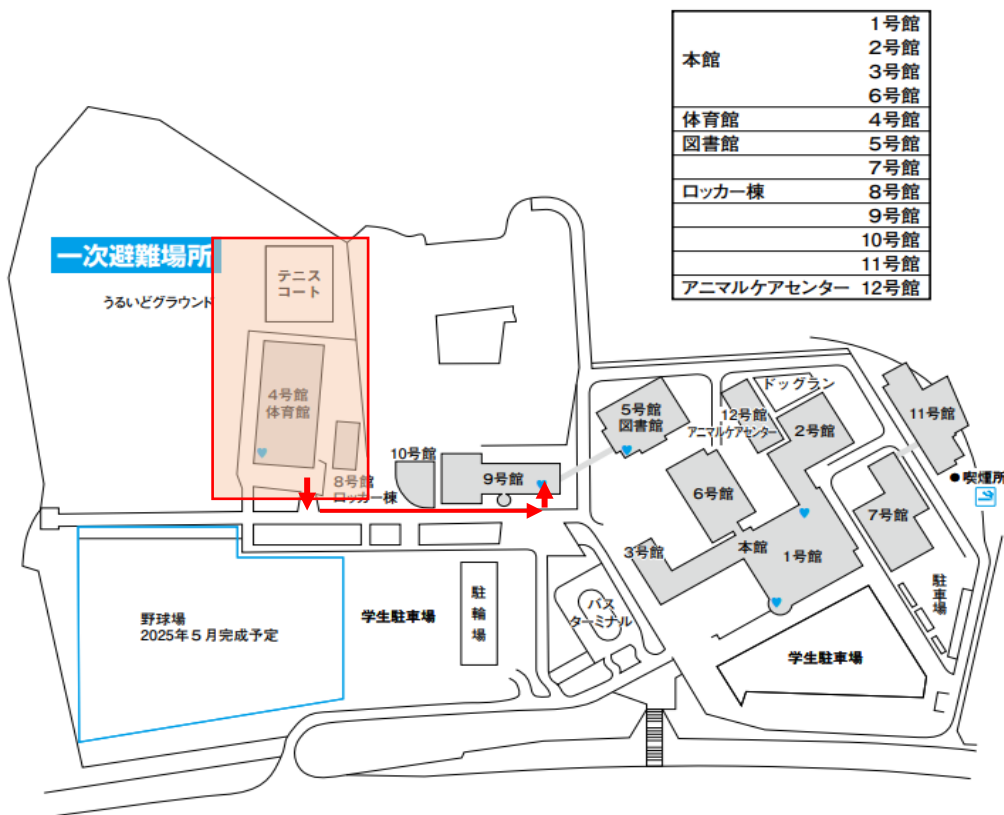 1号館
本館
2号館
3号館
6号館
体育館 4号館
図書館 5号館
7号館
ロッカー棟 8号館
9号館
10号館
11号館
アニマルケアセンター 12号館
一次避難場所
うるいどグラウンド
テニス
コート
4号館
体育館
8号館
ロッカー棟
10号館
9号館
5号館
図書館
12号館
アニマルケアセンター
ドッグラン
2号館
11号館
●喫煙所
6号館
7号館
3号館
本館
1号館
駐車場
野球場
2025年5月完成予定
学生駐車場
駐輪場
バス
ターミナル
学生駐車場